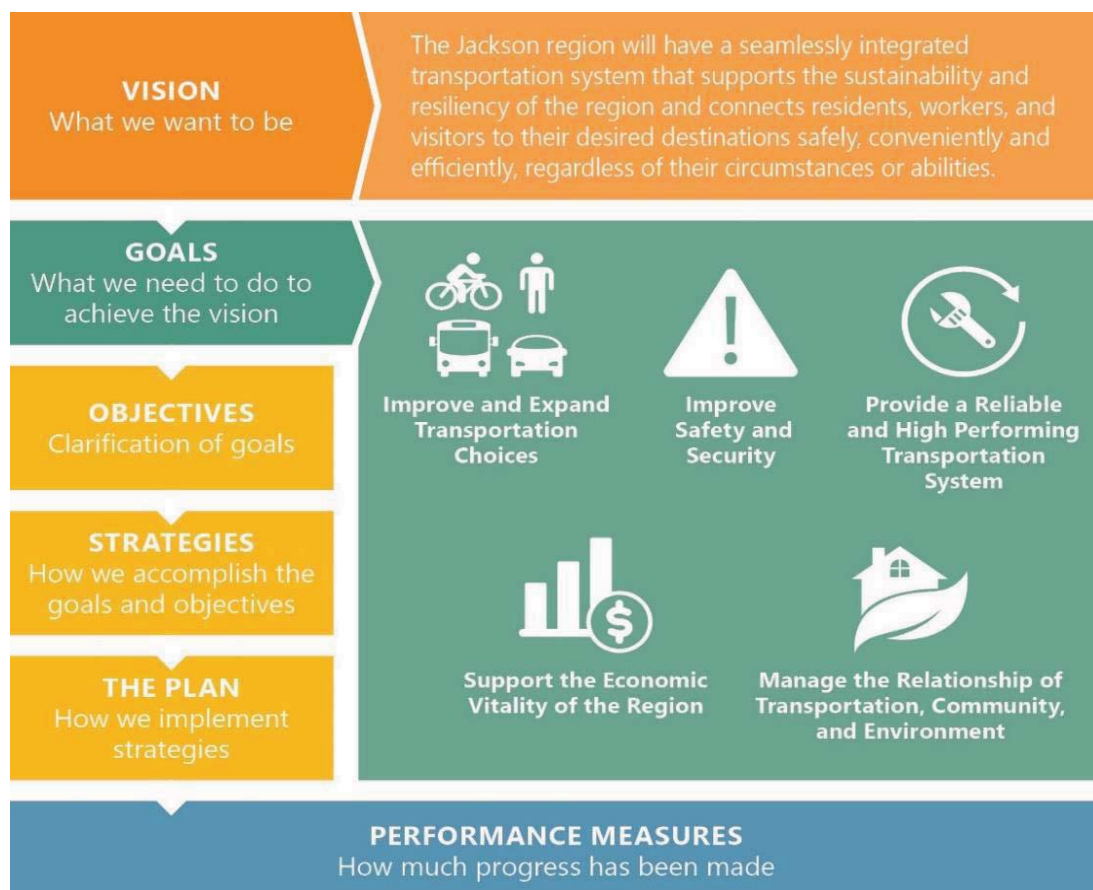 VISION
What we want to be
The Jackson region will have a seamlessly integrated
transportation system that supports the sustainability and
resiliency of the region and connects residents, workers, and
visitors to their desired destinations safely, conveniently and
efficiently, regardless of their circumstances or abilities.
GOALS
What we need to do to
achieve the vision
Improve and Expand
Transportation
Choices
Improve
Safety and
Security
Provide a Reliable
and High Performing
Transportation
System
$
Support the Economic
Vitality of the Region
Manage the Relationship of
Transportation, Community,
and Environment
OBJECTIVES
Clarification of goals
STRATEGIES
How we accomplish the
goals and objectives
THE PLAN
How we implement
strategies
PERFORMANCE MEASURES
How much progress has been made